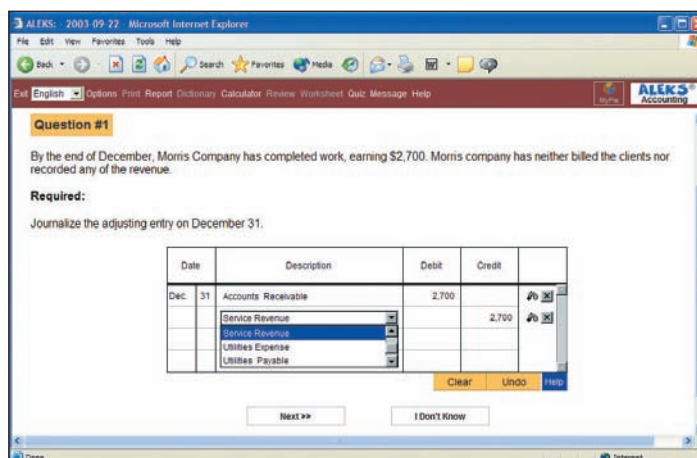 ALEKS: - 2003-09-22 - Microsoft Internet Explorer
File Edit View Favorites Tools Help
Back Search Favorites Media
Exit English Options Print Report Dictionary Calculator Review Worksheet Quiz Message Help MyPie ALEKS®
Accounting
Question #1
By the end of December, Morris Company has completed work, earning $2,700. Morris company has neither billed the clients nor
recorded any of the revenue.
Required:
Journalize the adjusting entry on December 31.
Date Description Debit Credit
Dec. 31 Accounts Receivable 2,700
Service Revenue 2,700
Service Revenue
Utilities Expense
Utilities Payable
Clear Undo Help
Next >> I Don't Know
Done Internet